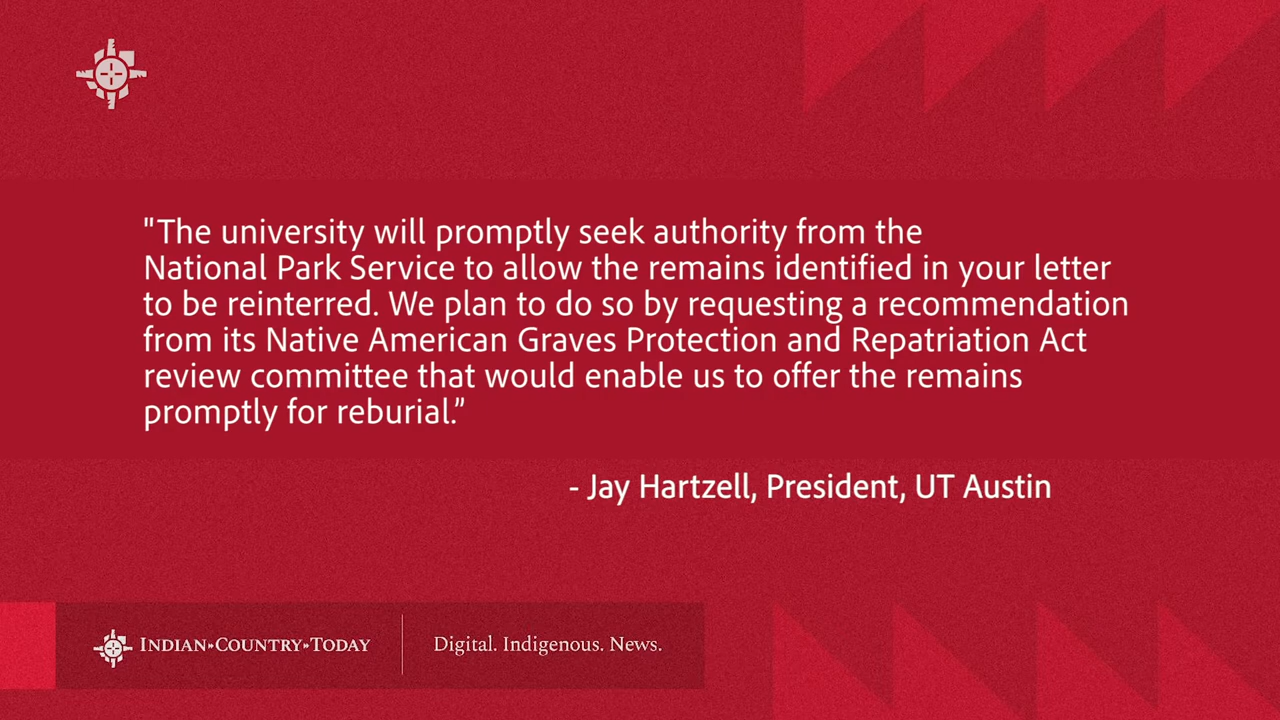 "The university will promptly seek authority from the
National Park Service to allow the remains identified in your letter
to be reinterred. We plan to do so by requesting a recommendation
from its Native American Graves Protection and Repatriation Act
review committee that would enable us to offer the remains
promptly for reburial.”
- Jay Hartzell, President, UT Austin
INDIAN»COUNTRY»TODAY
Digital. Indigenous. News.